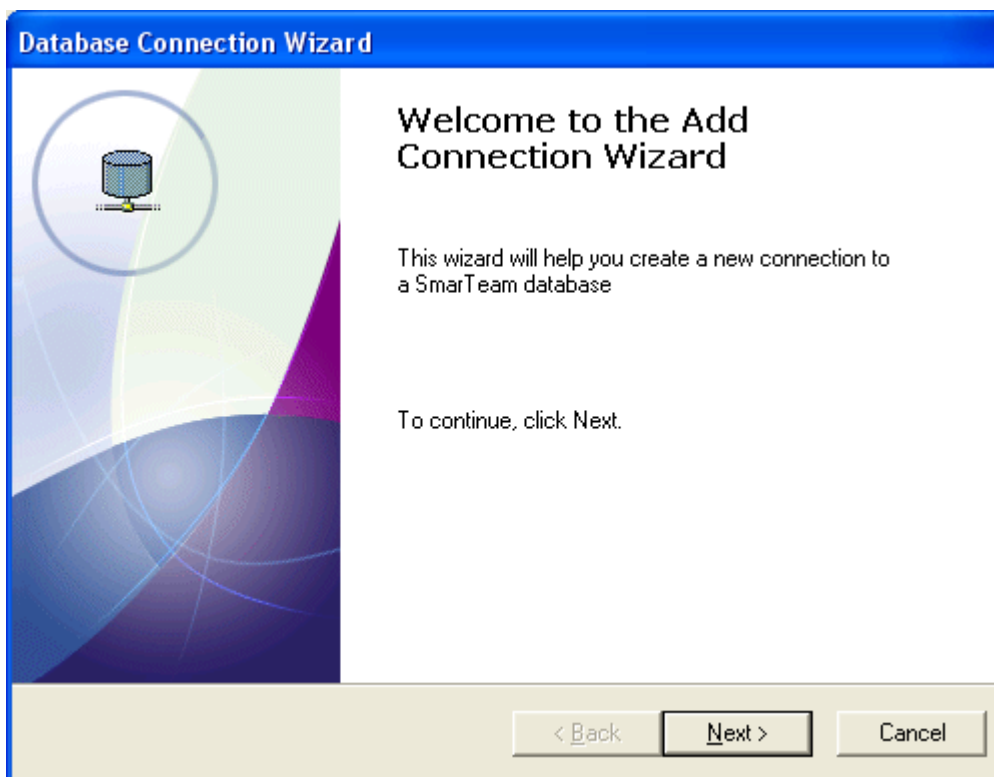 Database Connection Wizard
Welcome to the Add
Connection Wizard
This wizard will help you create a new connection to
a SmarTeam database
To continue, click Next.
< Back
Next >
Cancel